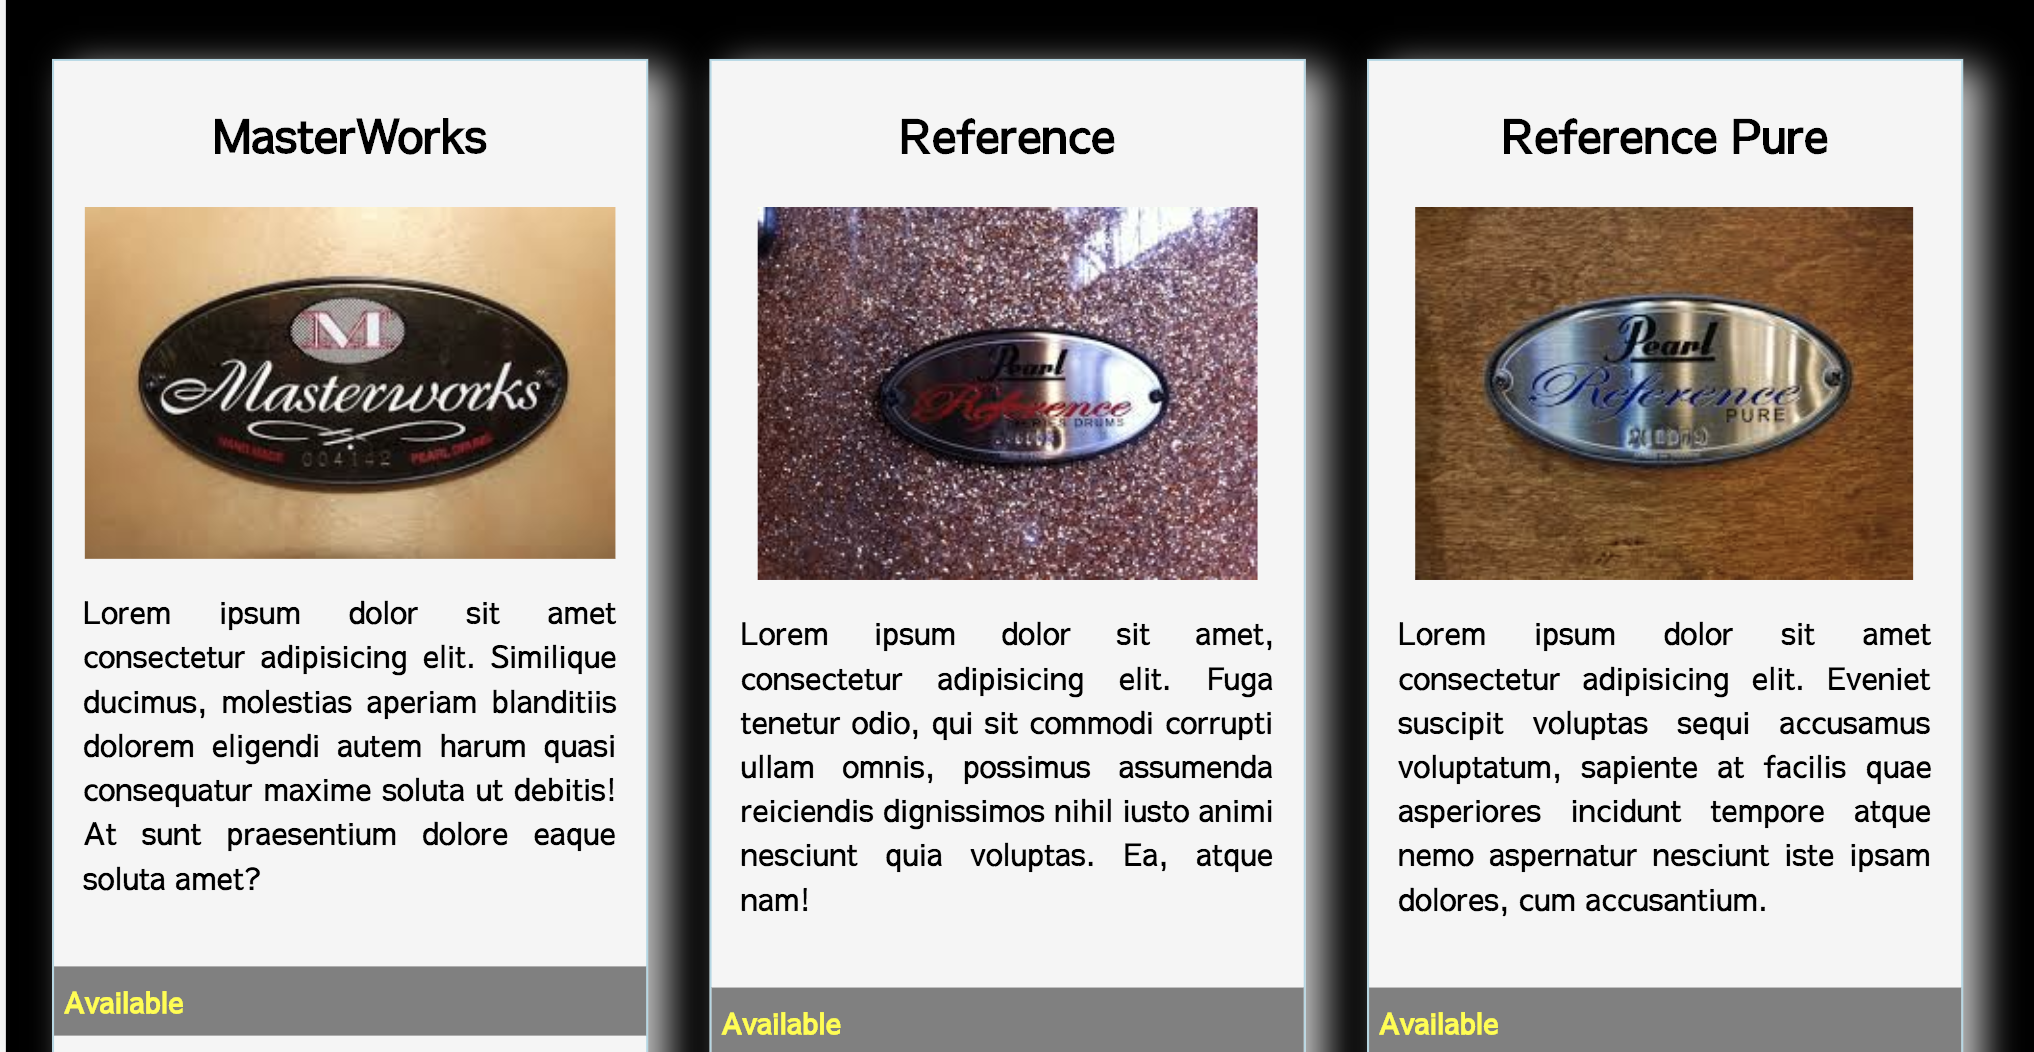 MasterWorks
M
Masterworks
HAND MADE 004142 PEARL DRUMS
Lorem ipsum dolor sit amet
consectetur adipisicing elit. Similique
ducimus, molestias aperiam blanditiis
dolorem eligendi autem harum quasi
consequatur maxime soluta ut debitis!
At sunt praesentium dolore eaque
soluta amet?
Available
Reference
Pearl
Reference
SERIES DRUMS
Lorem ipsum dolor sit amet,
consectetur adipisicing elit. Fuga
tenetur odio, qui sit commodi corrupti
ullam omnis, possimus assumenda
reiciendis dignissimos nihil iusto animi
nesciunt quia voluptas. Ea, atque
nam!
Available
Reference Pure
Pearl
Reference
PURE
Lorem ipsum dolor sit amet
consectetur adipisicing elit. Eveniet
suscipit voluptas sequi accusamus
voluptatum, sapiente at facilis quae
asperiores incidunt tempore atque
nemo aspernatur nesciunt iste ipsam
dolores, cum accusantium.
Available